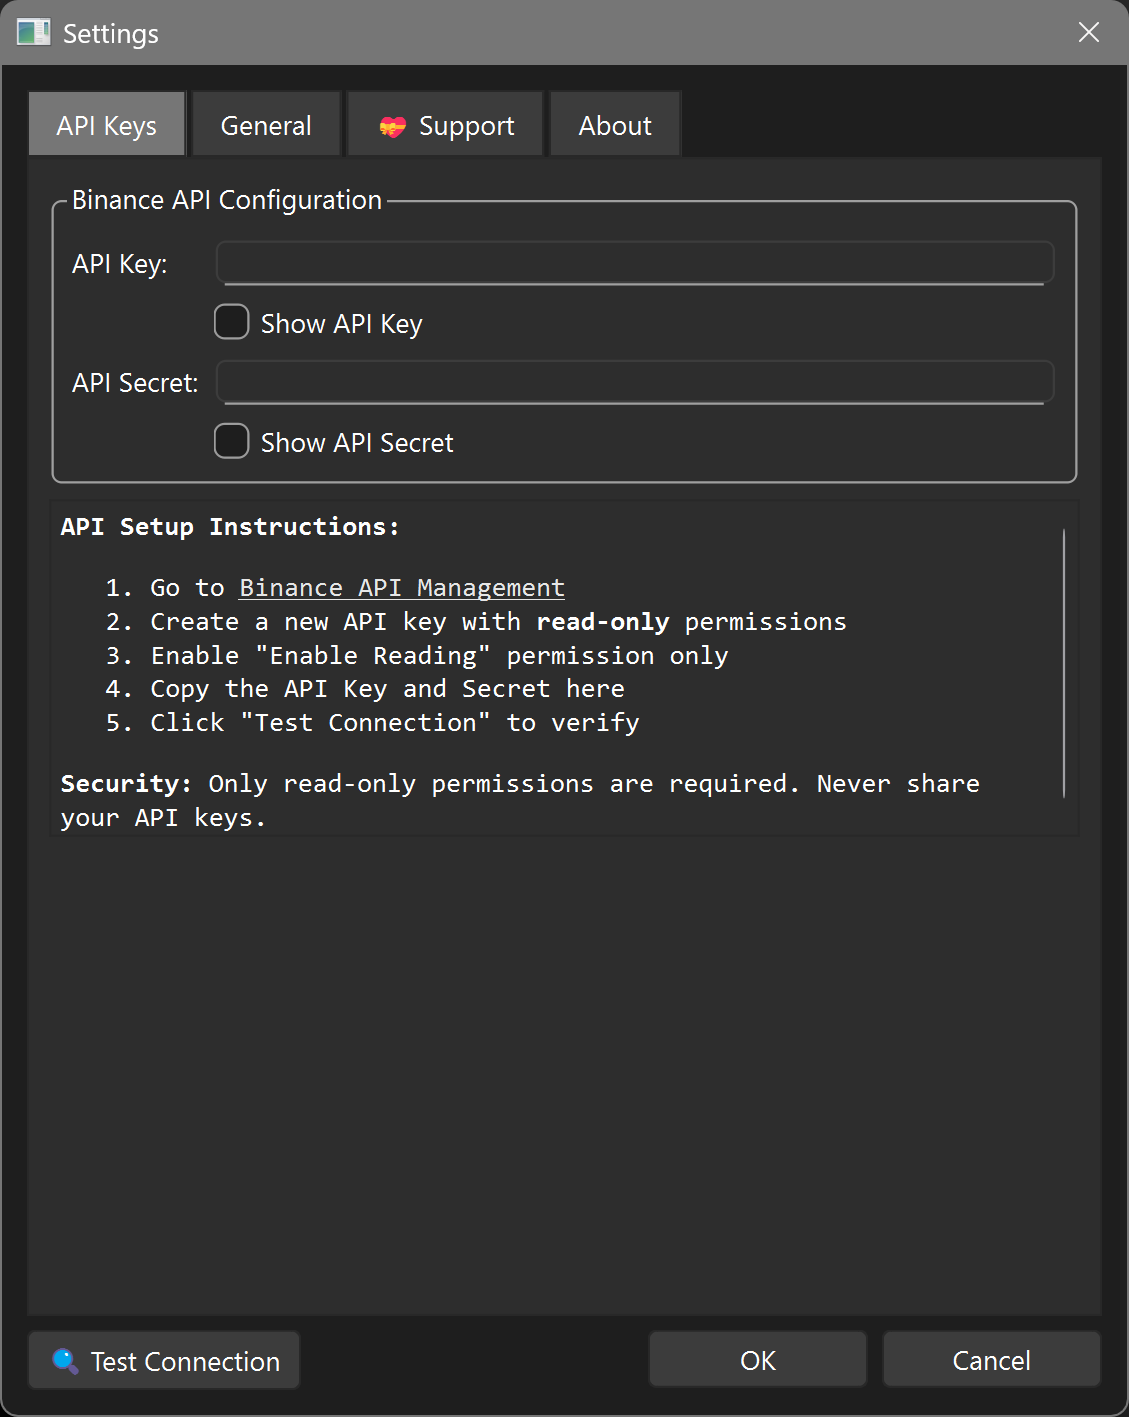 Settings
API Keys
General
Support
About
Binance API Configuration
API Key:
Show API Key
API Secret:
Show API Secret
API Setup Instructions:
1. Go to Binance API Management
2. Create a new API key with read-only permissions
3. Enable "Enable Reading" permission only
4. Copy the API Key and Secret here
5. Click "Test Connection" to verify
Security: Only read-only permissions are required. Never share
your API keys.
Test Connection
OK
Cancel